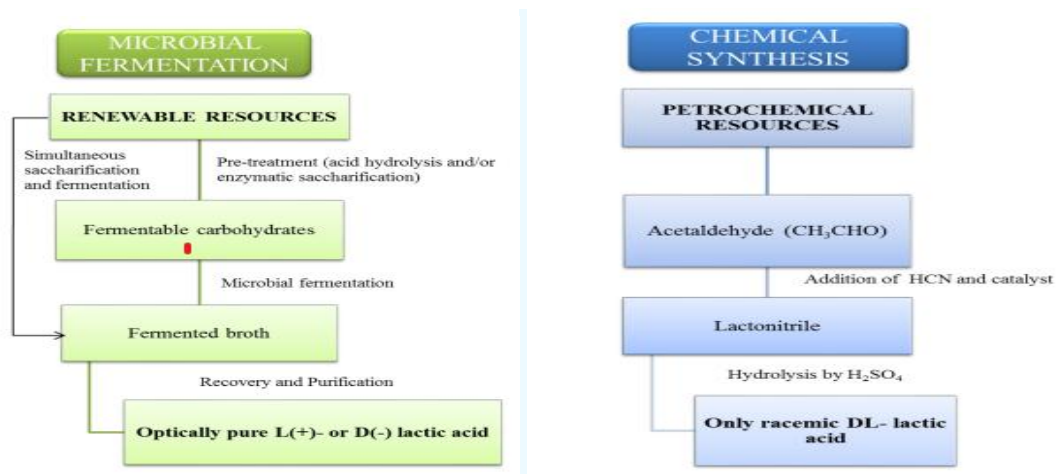 MICROBIAL
FERMENTATION
RENEWABLE RESOURCES
Simultaneous
saccharification
and fermentation
Pre-treatment (acid hydrolysis and/or
enzymatic saccharification)
Fermentable carbohydrates
Microbial fermentation
Fermented broth
Recovery and Purification
Optically pure L(+)- or D(-) lactic acid
CHEMICAL
SYNTHESIS
PETROCHEMICAL
RESOURCES
Acetaldehyde (CH₃CHO)
Addition of HCN and catalyst
Lactonitrile
Hydrolysis by H₂SO₄
Only racemic DL- lactic
acid